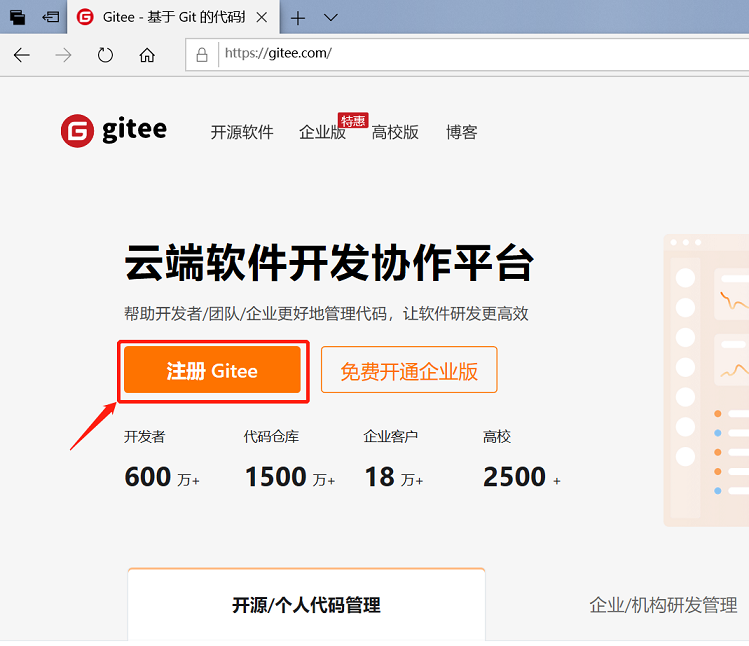 Gitee - 基于 Git 的代码
https://gitee.com/
gitee
开源软件 企业版 特惠 高校版 博客
云端软件开发协作平台
帮助开发者/团队/企业更好地管理代码，让软件研发更高效
注册 Gitee 免费开通企业版
开发者 代码仓库 企业客户 高校
600 万+ 1500 万+ 18 万+ 2500 +
开源/个人代码管理 企业/机构研发管理